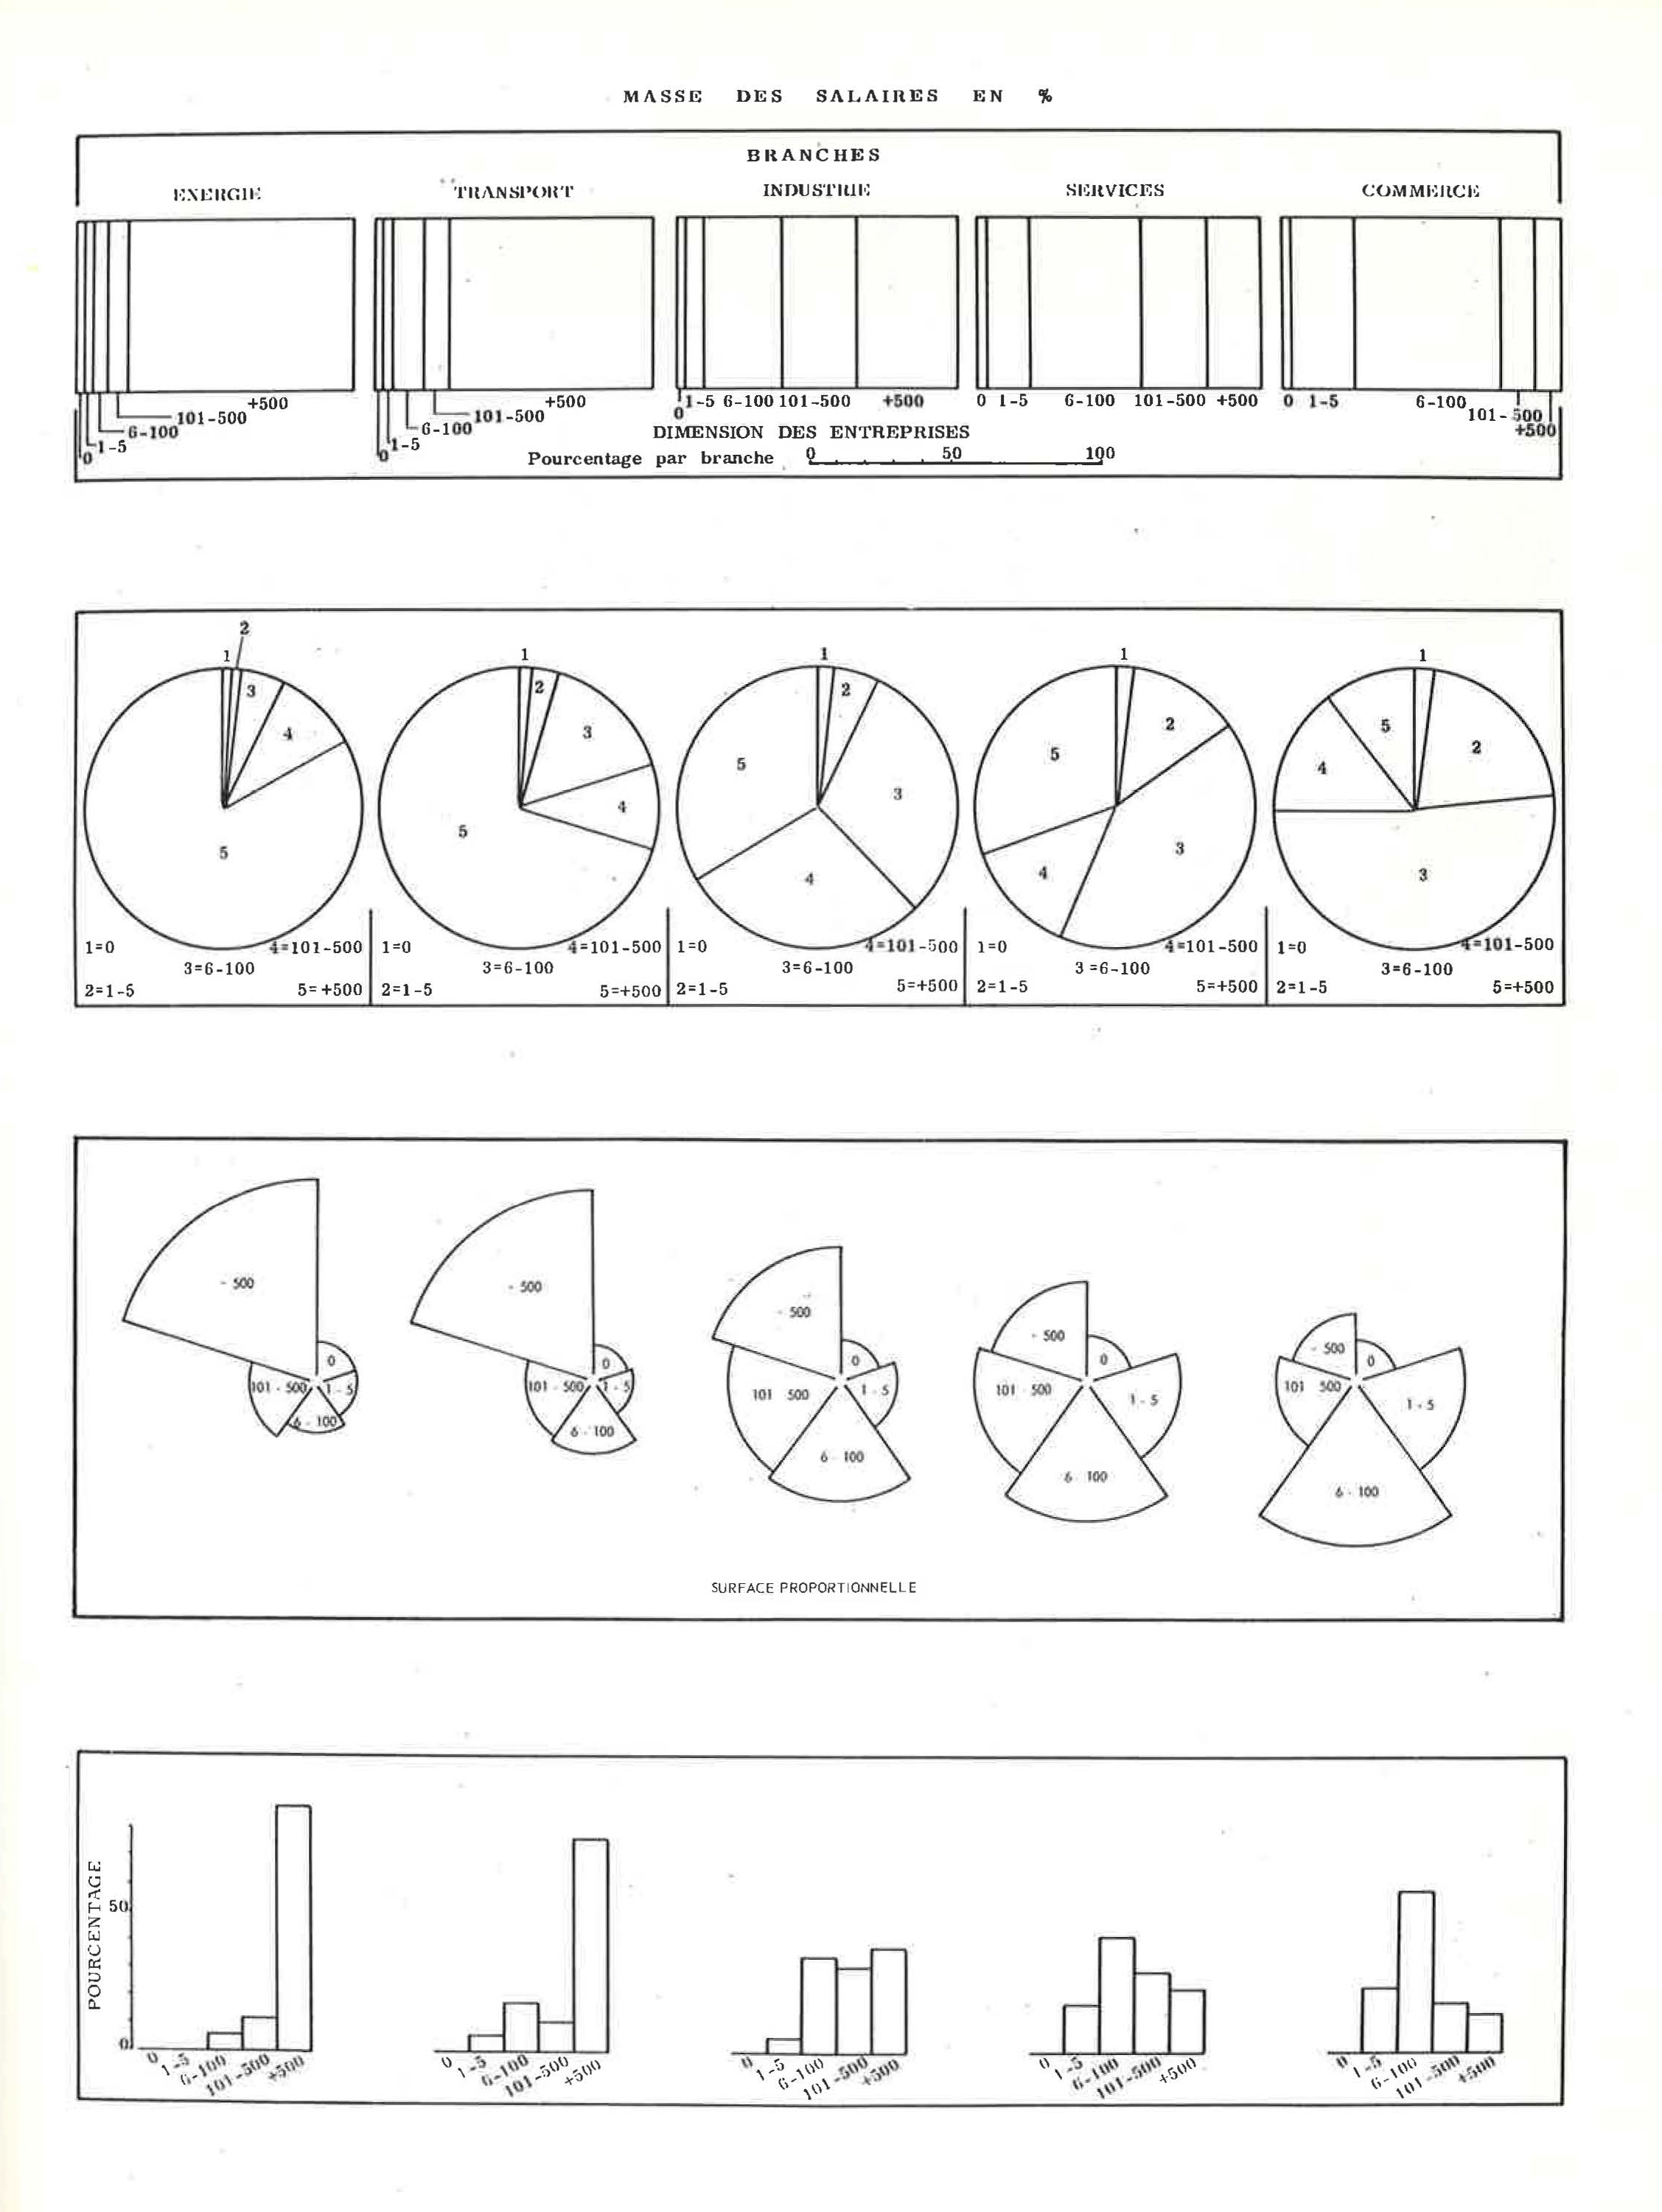 MASSE DES SALAIRES EN %
BRANCHES
EXERGIE TRANSPORT INDUSTRIE SERVICES COMMERCE
+500 +500 1-5 6-100 101-500 +500 0 1-5 6-100 101-500 +500 0 1-5 6-100
101-500 101-500 0 101-500
6-100 6-100 DIMENSION DES ENTREPRISES +500
1-5 1-5
0 0 Pourcentage par branche 0 50 100
2
1 1 1 1 1
3 2 2 2 2
4 3 5 3 5 3 5 4
5 5 4 4 3
4
1=0 4=101-500 1=0 4=101-500 1=0 4=101-500 1=0 4=101-500 1=0 4=101-500
3=6-100 3=6-100 3=6-100 3=6-100 3=6-100
2=1-5 5=+500 2=1-5 5=+500 2=1-5 5=+500 2=1-5 5=+500 2=1-5 5=+500
- 500 - 500 - 500 - 500 - 500
0 0 0 0 0
101 - 500 1 - 5 101 - 500 1 - 5 101 500 1 - 5 101 500 1 - 5 101 500 1 - 5
6 - 100 6 - 100 6 - 100 6 - 100 6 - 100
SURFACE PROPORTIONNELLE
POURCENTAGE
50
0
0 1-5 6-100 101-500 +500 0 1-5 6-100 101-500 +500 0 1-5 6-100 101-500 +500 0 1-5 6-100 101-500 +500 0 1-5 6-100 101-500 +500